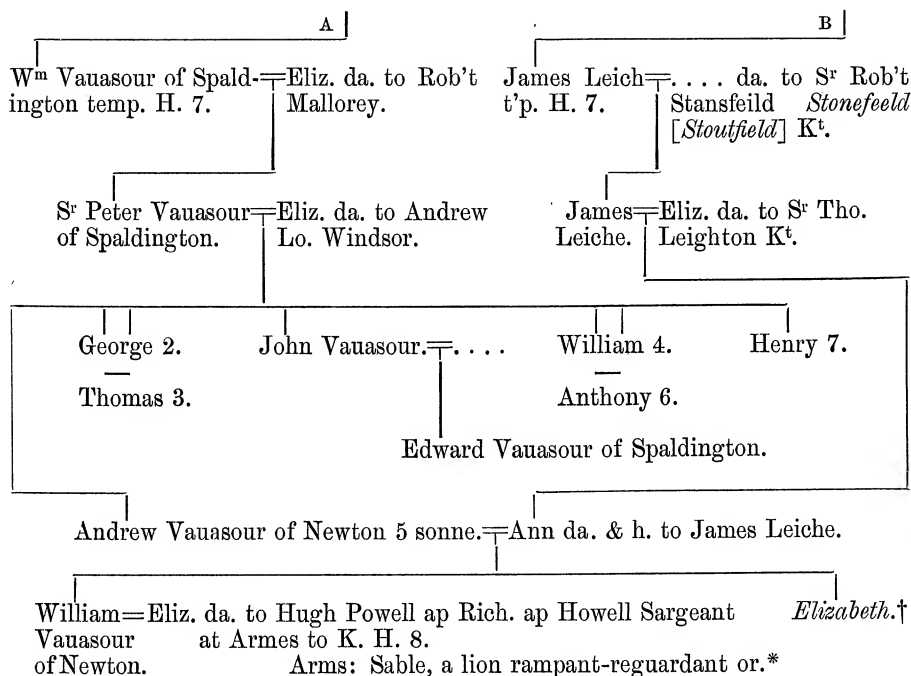 A B
Wᵐ Vauasour of Spald-=Eliz. da. to Rob't James Leich=. . . . da. to Sʳ Rob't
ington temp. H. 7. Mallorey. t'p. H. 7. Stansfeild Stonefeeld
[Stoutfield] Kᵗ.
Sʳ Peter Vauasour=Eliz. da. to Andrew James=Eliz. da. to Sʳ Tho.
of Spaldington. Lo. Windsor. Leiche. Leighton Kᵗ.
George 2. John Vauasour.=. . . . William 4. Henry 7.
Thomas 3. Anthony 6.
Edward Vauasour of Spaldington.
Andrew Vauasour of Newton 5 sonne.=Ann da. & h. to James Leiche.
William=Eliz. da. to Hugh Powell ap Rich. ap Howell Sargeant Elizabeth.†
Vauasour at Armes to K. H. 8.
of Newton. Arms: Sable, a lion rampant-reguardant or.*